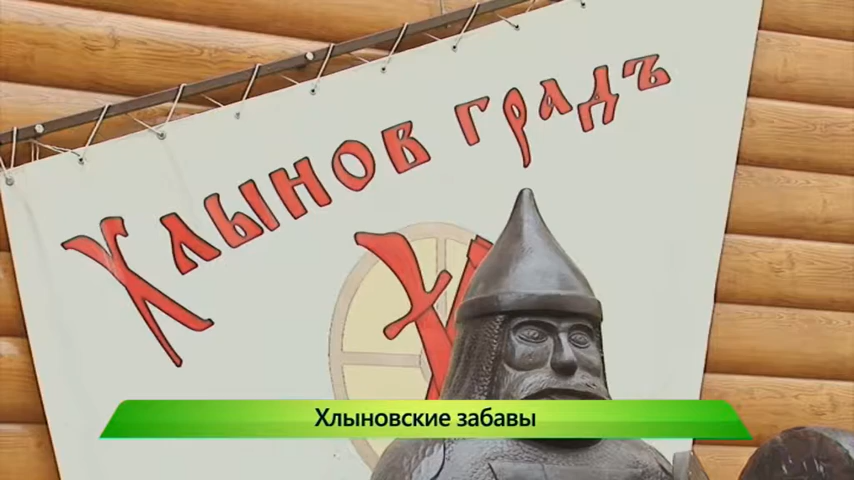 Хлынов градъ
Х
Хлыновские забавы